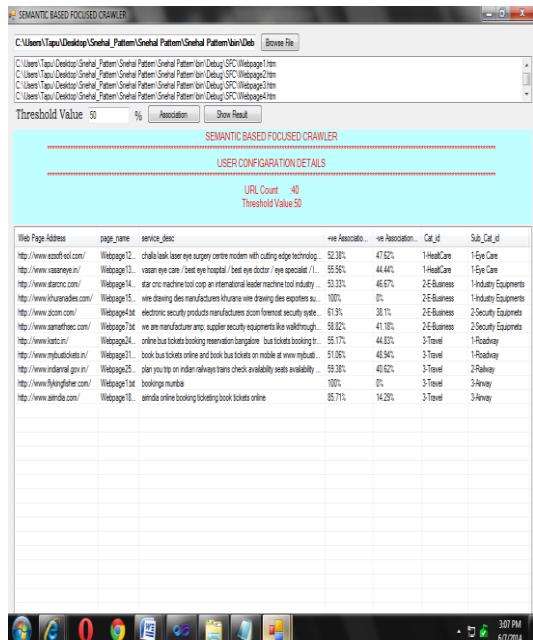 SEMANTIC BASED FOCUSED CRAWLER
C:\Users\Tapu\Desktop\Snehal_Pattern\Snehal Pattern\Snehal Pattern\bin\Deb Browse File
C:\Users\Tapu\Desktop\Snehal_Pattern\Snehal Pattern\Snehal Pattern\bin\Debug\SFC\Webpage1.htm
C:\Users\Tapu\Desktop\Snehal_Pattern\Snehal Pattern\Snehal Pattern\bin\Debug\SFC\Webpage2.htm
C:\Users\Tapu\Desktop\Snehal_Pattern\Snehal Pattern\Snehal Pattern\bin\Debug\SFC\Webpage3.htm
C:\Users\Tapu\Desktop\Snehal_Pattern\Snehal Pattern\Snehal Pattern\bin\Debug\SFC\Webpage4.htm
Threshold Value 50 % Association Show Result
SEMANTIC BASED FOCUSED CRAWLER
USER CONFIGARATION DETAILS
URL Count :40
Threshold Value:50
Web Page Address page_name service_desc +ve Associatio... -ve Association... Cat_id Sub_Cat_id
http://www.ezsoft-sol.com/ Webpage12... challa lasik laser eye surgery centre modern with cutting edge technolog... 52.38% 47.62% 1-HealtCare 1-Eye Care
http://www.vasaneye.in/ Webpage13... vasan eye care / best eye hospital / best eye doctor / eye specialist / l... 55.56% 44.44% 1-HealtCare 1-Eye Care
http://www.starcnc.com/ Webpage14... star cnc machine tool corp an international leader machine tool industry ... 53.33% 46.67% 2-E-Business 1-Industry Equipments
http://www.khuranadies.com/ Webpage15... wire drawing dies manufacturers khurana wire drawing dies exporters su... 100% 0% 2-E-Business 1-Industry Equipments
http://www.zicom.com/ Webpage4.txt electronic security products manufacturers zicom foremost security syste... 61.9% 38.1% 2-E-Business 2-Security Equipmets
http://www.samarthsec.com/ Webpage7.txt we are manufacturer amp; supplier security equipments like walkthrough... 58.82% 41.18% 2-E-Business 2-Security Equipmets
http://www.ksrtc.in/ Webpage24... online bus tickets booking reservation bangalore bus tickets booking tr... 55.17% 44.83% 3-Travel 1-Roadway
http://www.mybustickets.in/ Webpage31... book bus tickets online and book bus tickets on mobile at www.mybusti... 51.06% 48.94% 3-Travel 1-Roadway
http://www.indianrail.gov.in/ Webpage25... plan you trip on indian railways trains check availability seats availability ... 59.38% 40.62% 3-Travel 2-Railway
http://www.flykingfisher.com/ Webpage1.txt bookings mumbai 100% 0% 3-Travel 3-Airway
http://www.airindia.com/ Webpage18... airindia online booking ticketing book tickets online 85.71% 14.29% 3-Travel 3-Airway
3:07 PM
6/7/2014